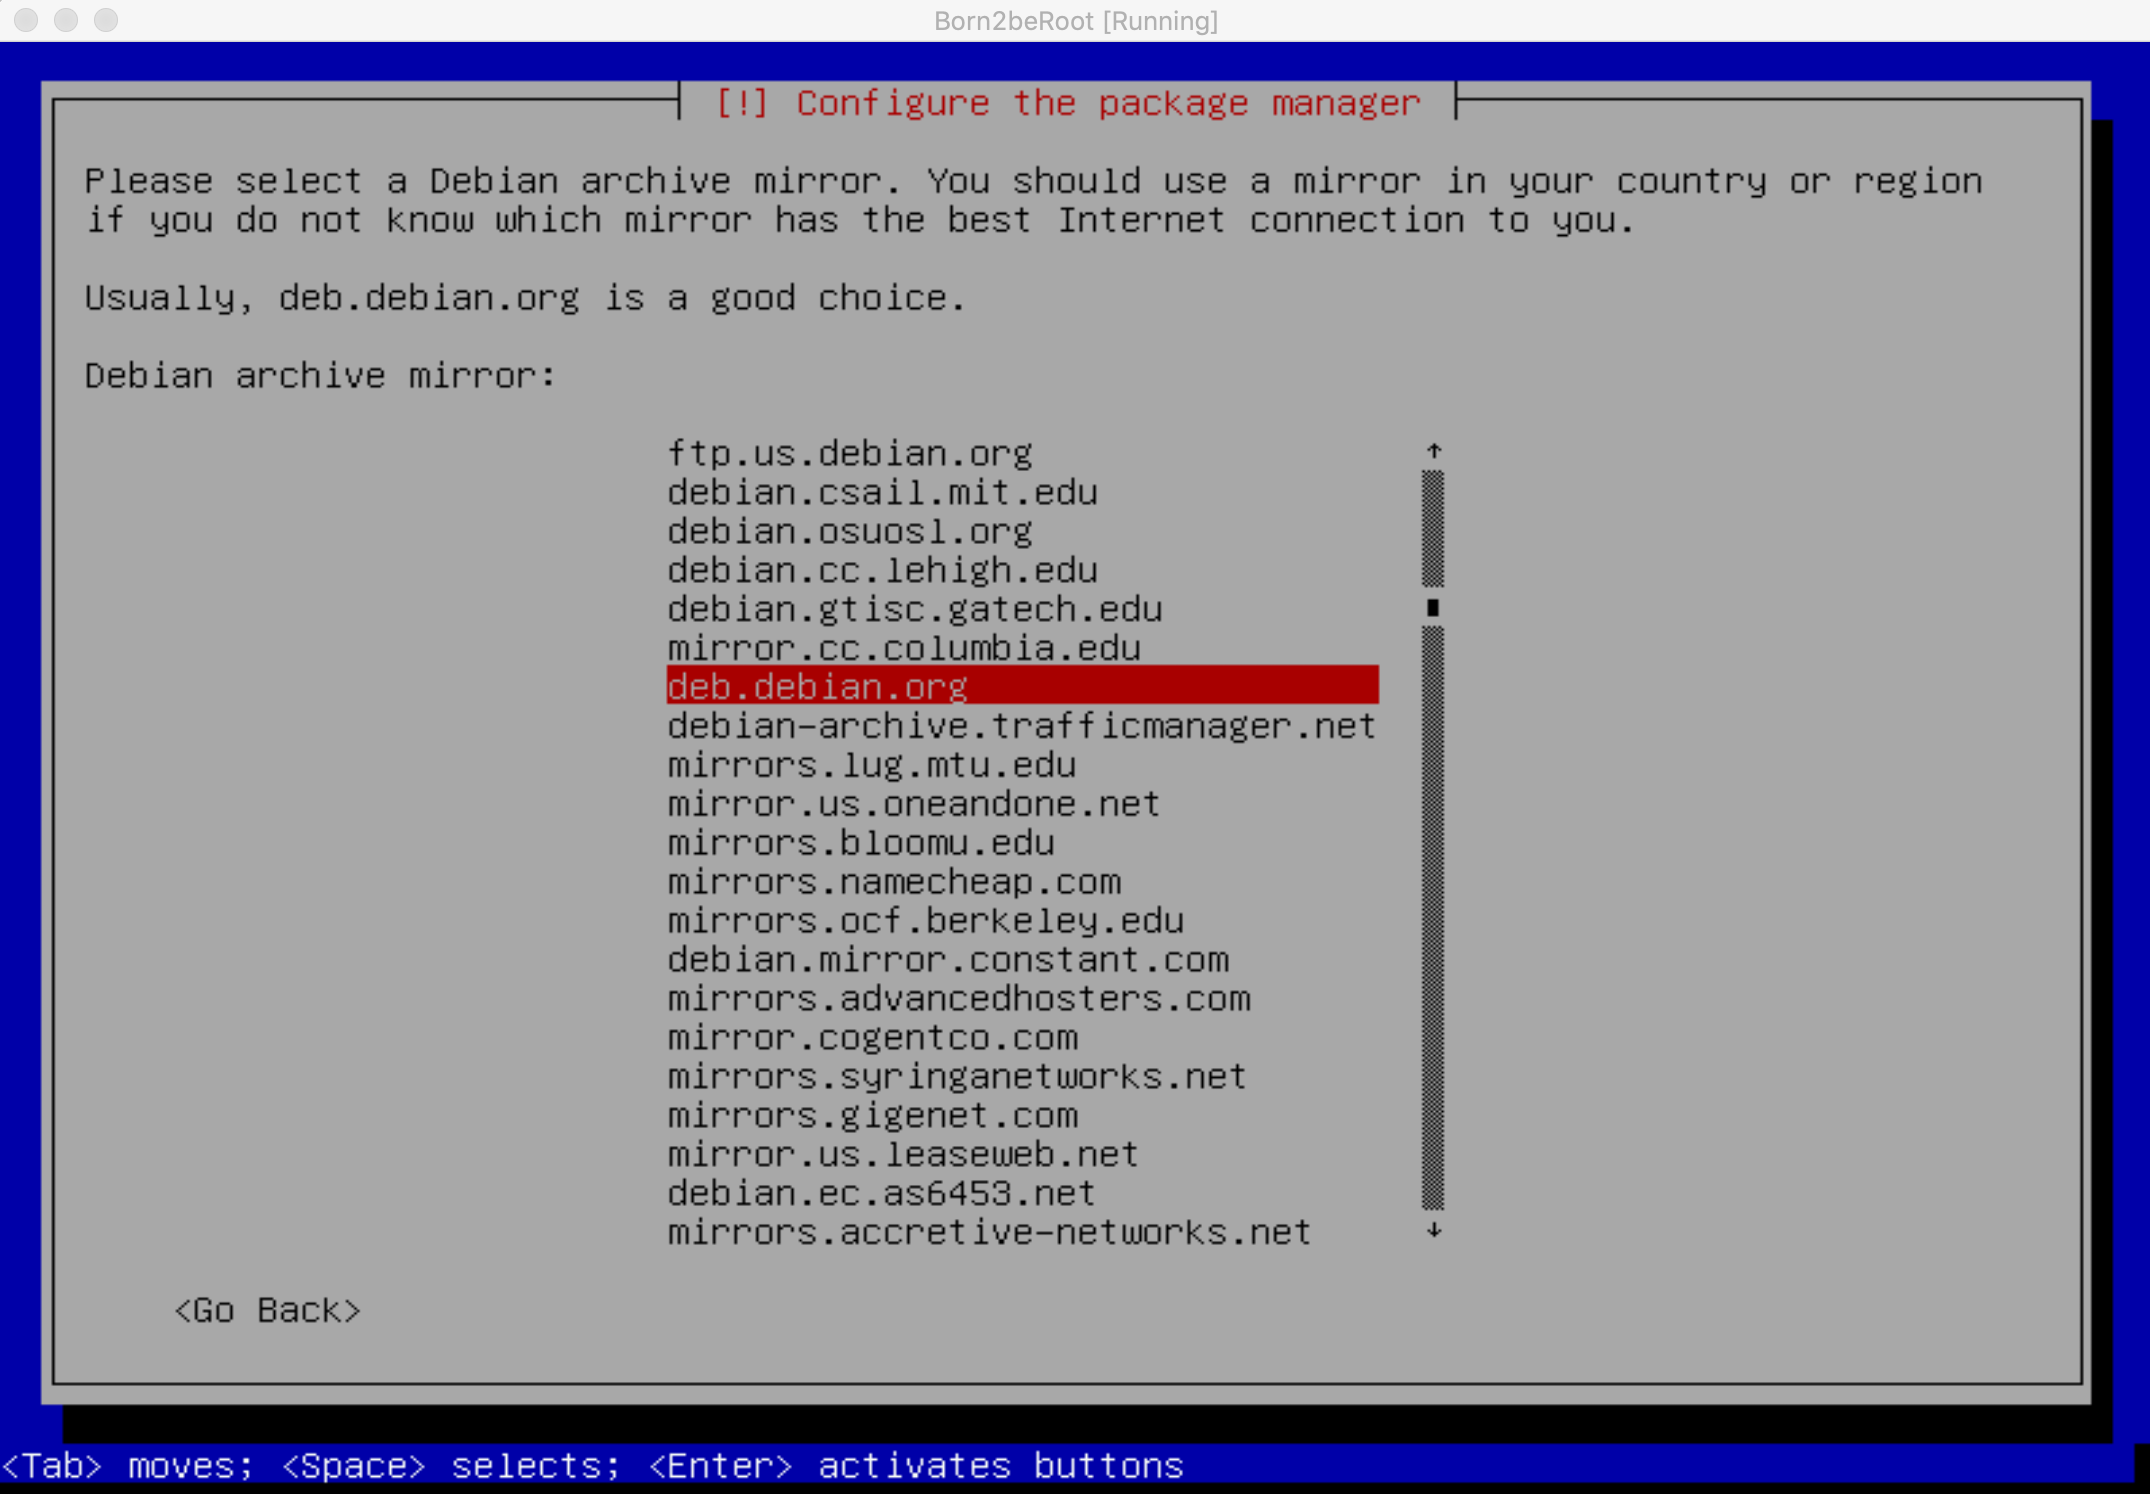 Born2beRoot [Running]
[!] Configure the package manager
Please select a Debian archive mirror. You should use a mirror in your country or region
if you do not know which mirror has the best Internet connection to you.
Usually, deb.debian.org is a good choice.
Debian archive mirror:
ftp.us.debian.org
debian.csail.mit.edu
debian.osuosl.org
debian.cc.lehigh.edu
debian.gtisc.gatech.edu
mirror.cc.columbia.edu
deb.debian.org
debian-archive.trafficmanager.net
mirrors.lug.mtu.edu
mirror.us.oneandone.net
mirrors.bloomu.edu
mirrors.namecheap.com
mirrors.ocf.berkeley.edu
debian.mirror.constant.com
mirrors.advancedhosters.com
mirror.cogentco.com
mirrors.syringanetworks.net
mirrors.gigenet.com
mirror.us.leaseweb.net
debian.ec.as6453.net
mirrors.accretive-networks.net
<Go Back>
<Tab> moves; <Space> selects; <Enter> activates buttons